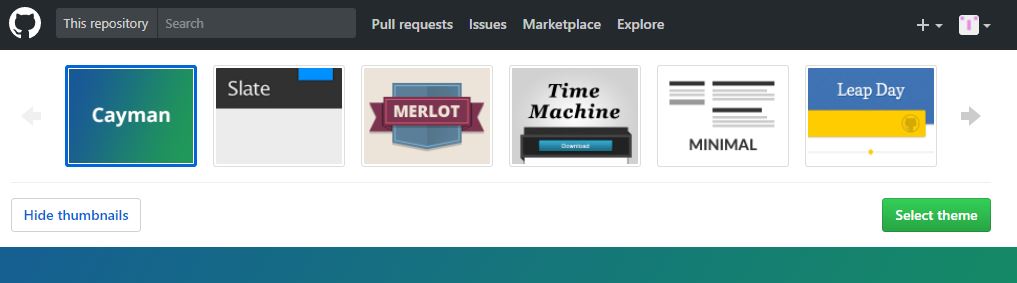 This repository Search Pull requests Issues Marketplace Explore
Cayman
Slate
MERLOT
Time
Machine
Download
MINIMAL
Leap Day
Hide thumbnails
Select theme